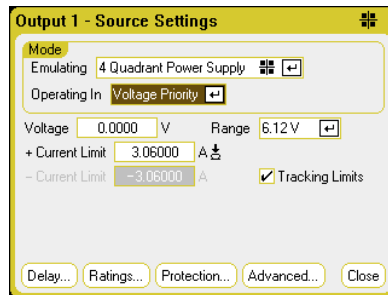 Output 1 - Source Settings
Mode
Emulating 4 Quadrant Power Supply
Operating In Voltage Priority
Voltage 0.0000 V Range 6.12 V
+ Current Limit 3.06000 A
- Current Limit -3.06000 A Tracking Limits
Delay... Ratings... Protection... Advanced... Close